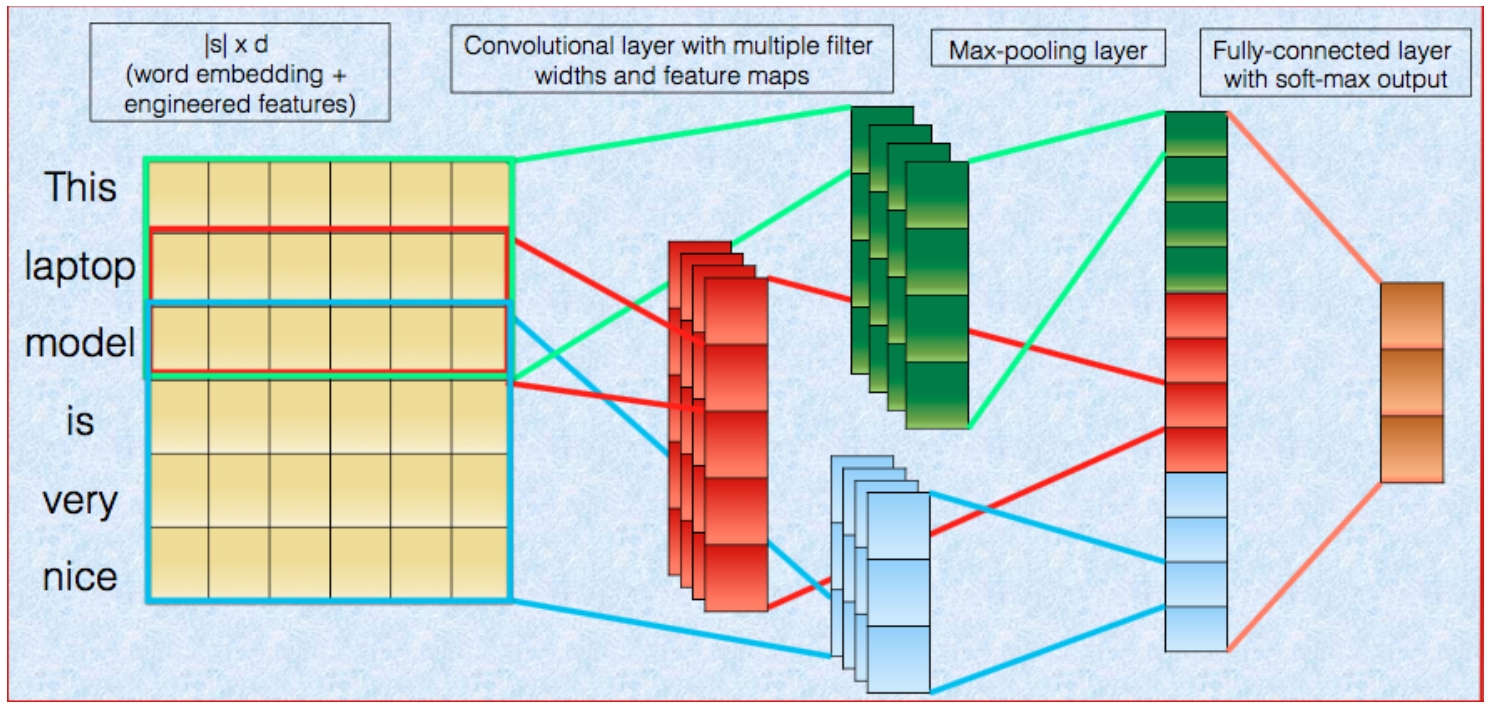 |s| x d
(word embedding +
engineered features)
Convolutional layer with multiple filter
widths and feature maps
Max-pooling layer
Fully-connected layer
with soft-max output
This
laptop
model
is
very
nice